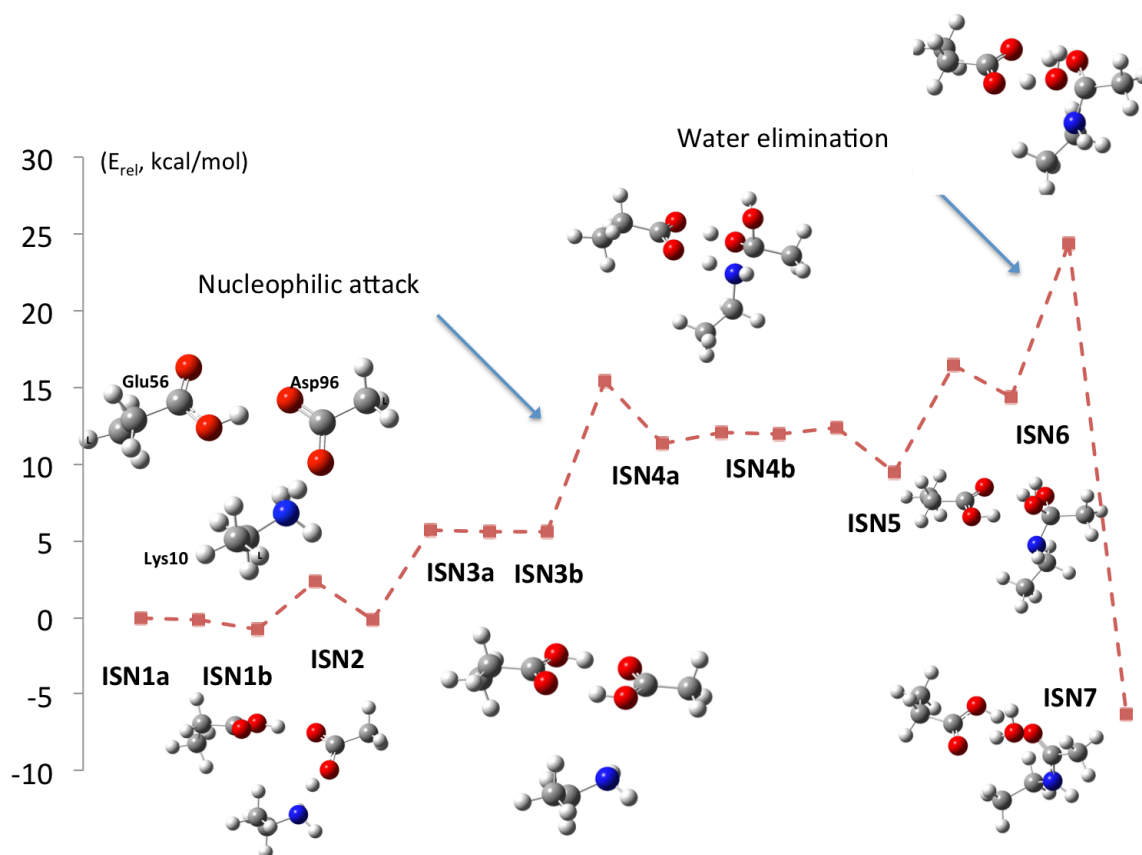 Water elimination
30
(Erel, kcal/mol)
25
Nucleophilic attack
20
15
Glu56
Asp96
L
L
10
ISN4a
ISN4b
ISN6
ISN5
5
Lys10
L
ISN3a
ISN3b
0
ISN1a
ISN1b
ISN2
-5
ISN7
-10